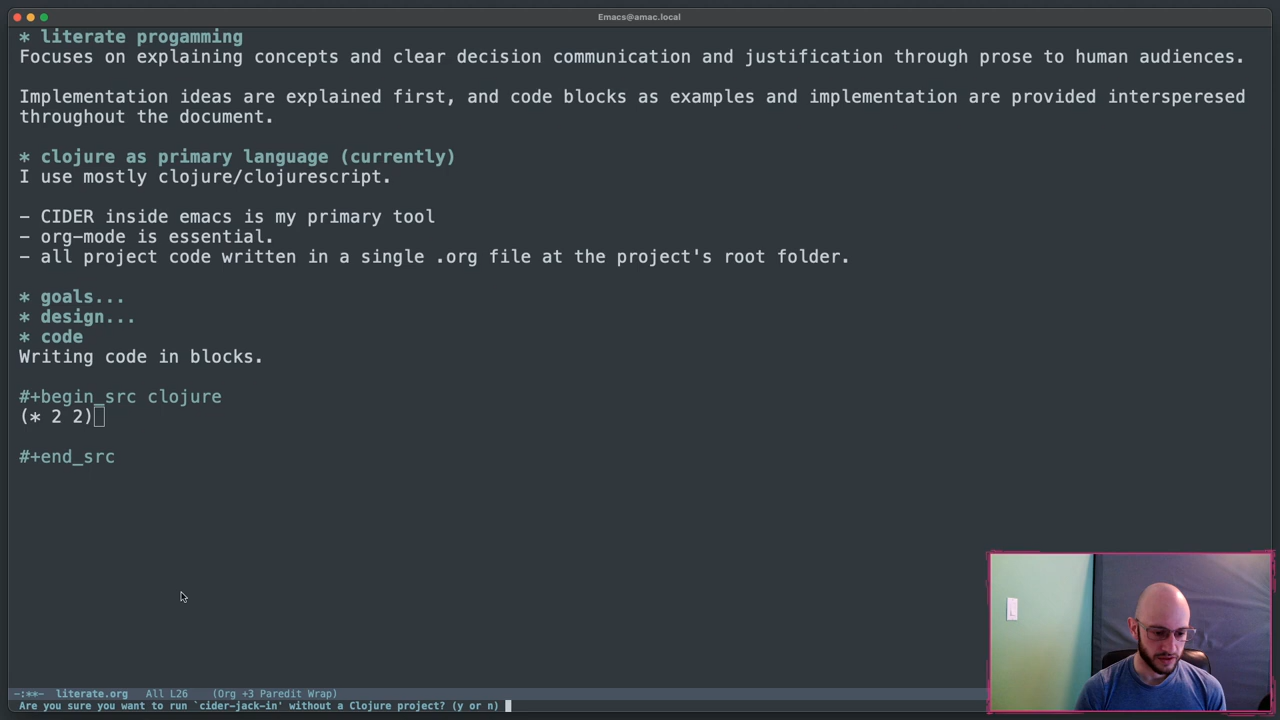 Emacs@amac.local
* literate progamming
Focuses on explaining concepts and clear decision communication and justification through prose to human audiences.
Implementation ideas are explained first, and code blocks as examples and implementation are provided interspersed
throughout the document.
* clojure as primary language (currently)
I use mostly clojure/clojurescript.
- CIDER inside emacs is my primary tool
- org-mode is essential.
- all project code written in a single .org file at the project's root folder.
* goals...
* design...
* code
Writing code in blocks.
#+begin_src clojure
(* 2 2)
#+end_src
-:**-  literate.org   All L26    (Org +3 Paredit Wrap)
Are you sure you want to run `cider-jack-in' without a Clojure project? (y or n)